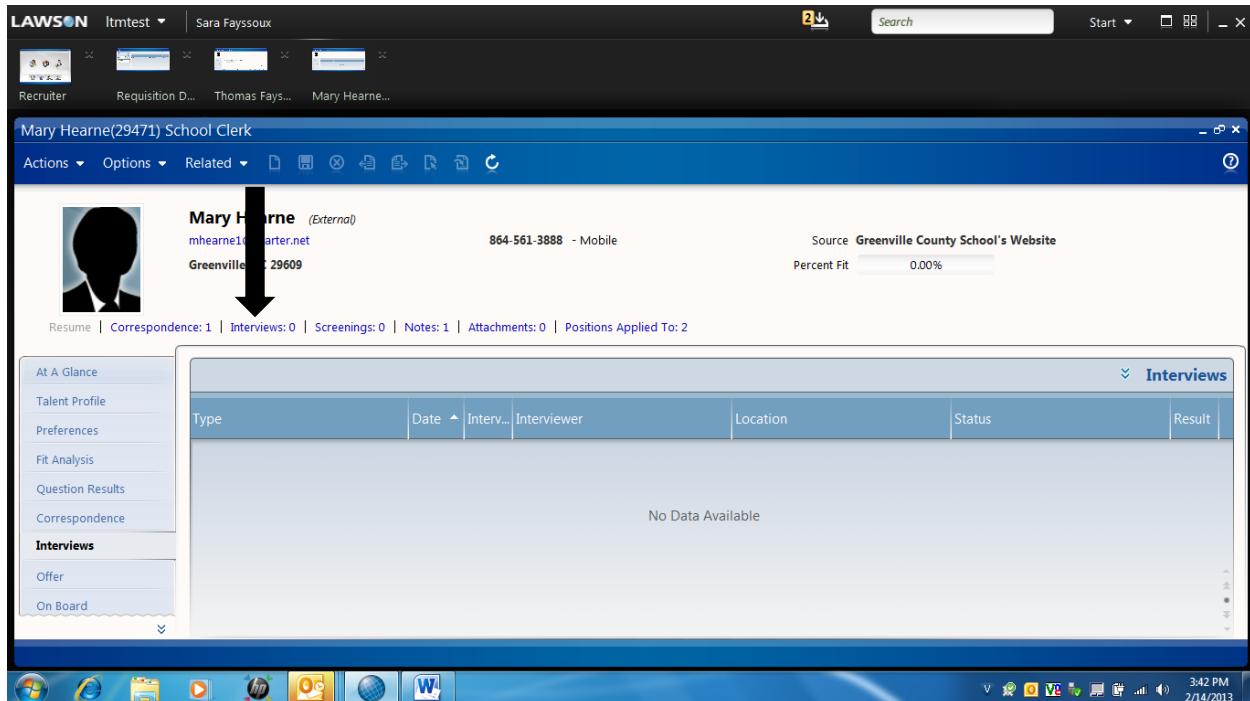 LAWSON ltmtest Sara Fayssoux 2 Search Start
Recruiter Requisition D... Thomas Fays... Mary Hearne...
Mary Hearne(29471) School Clerk
Actions Options Related
Mary H arne (External)
864-561-3888 - Mobile Source Greenville County School's Website
Greenville 29609 Percent Fit 0.00%
Resume | Correspondence: 1 | Interviews: 0 | Screenings: 0 | Notes: 1 | Attachments: 0 | Positions Applied To: 2
At A Glance
Talent Profile
Preferences
Fit Analysis
Question Results
Correspondence
Interviews
Offer
On Board
Interviews
Type Date Interv... Interviewer Location Status Result
No Data Available
3:42 PM
2/14/2013